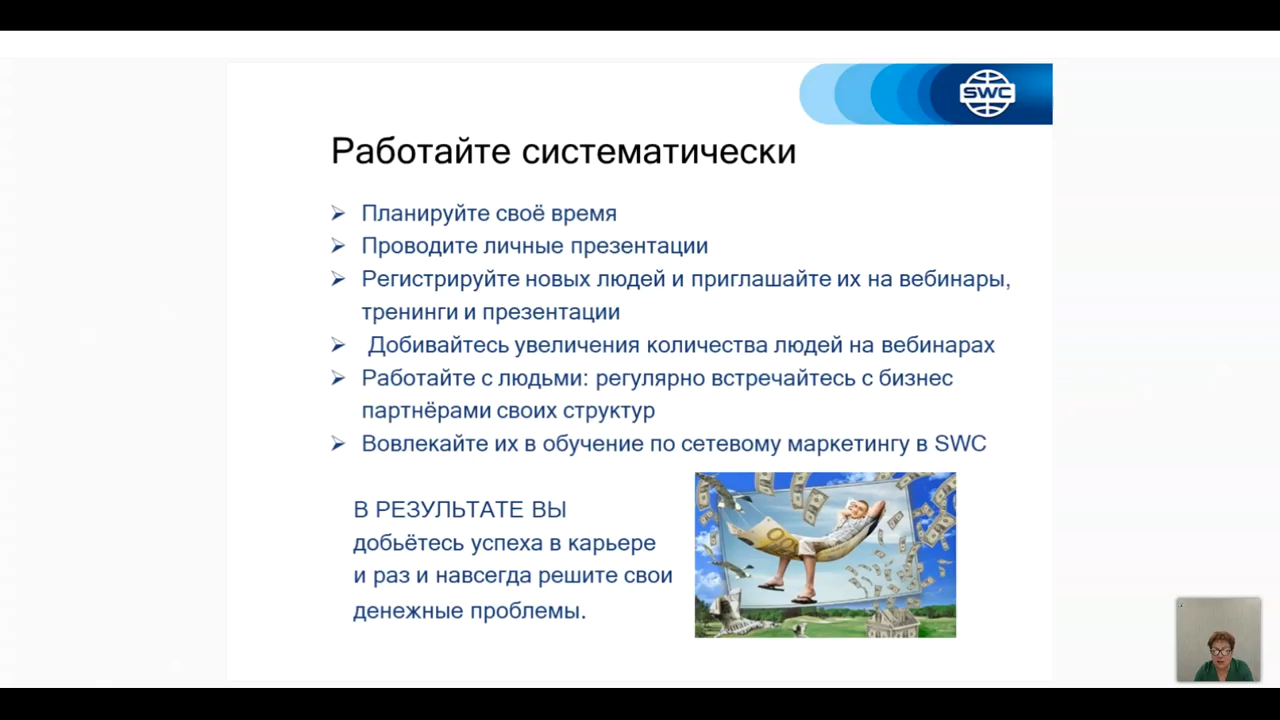 SWC
Работайте систематически
Планируйте своё время
Проводите личные презентации
Регистрируйте новых людей и приглашайте их на вебинары,
тренинги и презентации
Добивайтесь увеличения количества людей на вебинарах
Работайте с людьми: регулярно встречайтесь с бизнес
партнёрами своих структур
Вовлекайте их в обучение по сетевому маркетингу в SWC
В РЕЗУЛЬТАТЕ ВЫ
добьётесь успеха в карьере
и раз и навсегда решите свои
денежные проблемы.